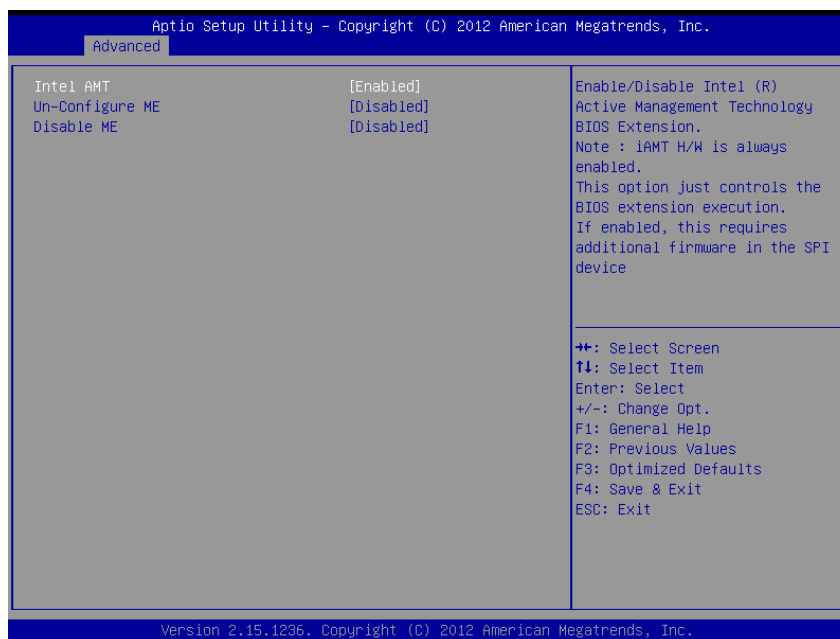 Aptio Setup Utility – Copyright (C) 2012 American Megatrends, Inc.
Advanced
Intel AMT [Enabled]
Un-Configure ME [Disabled]
Disable ME [Disabled]
Enable/Disable Intel (R)
Active Management Technology
BIOS Extension.
Note : iAMT H/W is always
enabled.
This option just controls the
BIOS extension execution.
If enabled, this requires
additional firmware in the SPI
device
→←: Select Screen
↑↓: Select Item
Enter: Select
+/-: Change Opt.
F1: General Help
F2: Previous Values
F3: Optimized Defaults
F4: Save & Exit
ESC: Exit
Version 2.15.1236. Copyright (C) 2012 American Megatrends, Inc.